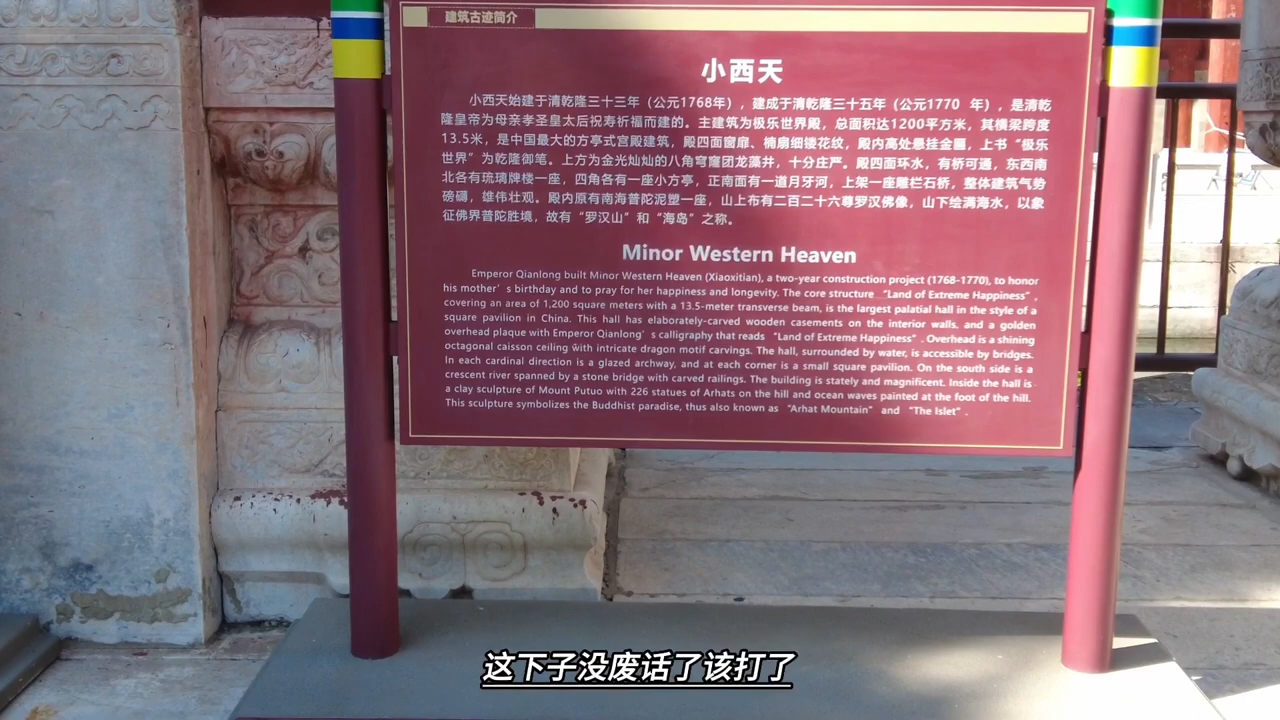 建筑古迹简介
小西天
小西天始建于清乾隆三十三年（公元1768年），建成于清乾隆三十五年（公元1770 年），是清乾
隆皇帝为母亲孝圣皇太后祝寿祈福而建的。主建筑为极乐世界殿，总面积达1200平方米，其横梁跨度
13.5米，是中国最大的方亭式宫殿建筑，殿四面窗扉、楠扇细镂花纹，殿内高处悬挂金匾，上书“极乐
世界”为乾隆御笔。上方为金光灿灿的八角穹窿团龙藻井，十分庄严。殿四面环水，有桥可通，东西南
北各有琉璃牌楼一座，四角各有一座小方亭，正南面有一道月牙河，上架一座雕栏石桥，整体建筑气势
磅礴，雄伟壮观。殿内原有南海普陀泥塑一座，山上布有二百二十六尊罗汉佛像，山下绘满海水，以象
征佛界普陀胜境，故有“罗汉山”和“海岛”之称。
Minor Western Heaven
Emperor Qianlong built Minor Western Heaven (Xiaoxitian), a two-year construction project (1768-1770), to honor
his mother’s birthday and to pray for her happiness and longevity. The core structure “Land of Extreme Happiness”,
covering an area of 1,200 square meters with a 13.5-meter transverse beam, is the largest palatial hall in the style of a
square pavilion in China. This hall has elaborately-carved wooden casements on the interior walls, and a golden
overhead plaque with Emperor Qianlong’s calligraphy that reads “Land of Extreme Happiness”. Overhead is a shining
octagonal caisson ceiling with intricate dragon motif carvings. The hall, surrounded by water, is accessible by bridges.
In each cardinal direction is a glazed archway, and at each corner is a small square pavilion. On the south side is a
crescent river spanned by a stone bridge with carved railings. The building is stately and magnificent. Inside the hall is
a clay sculpture of Mount Putuo with 226 statues of Arhats on the hill and ocean waves painted at the foot of the hill.
This sculpture symbolizes the Buddhist paradise, thus also known as “Arhat Mountain” and “The Islet”.
这下子没废话了该打了